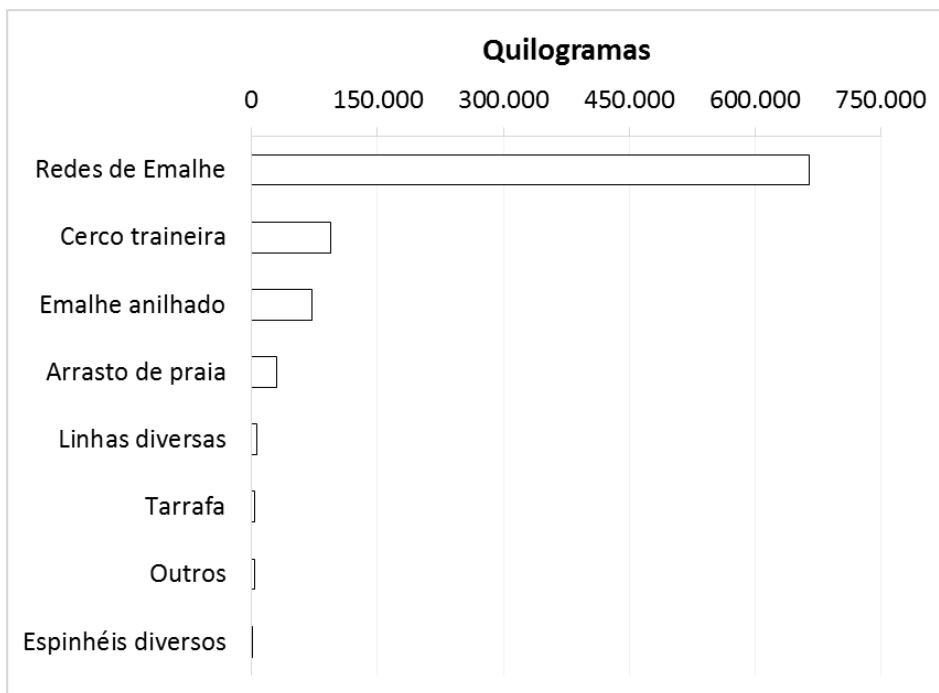 Quilogramas
0 150.000 300.000 450.000 600.000 750.000
Redes de Emalhe
Cerco traineira
Emalhe anilhado
Arrasto de praia
Linhas diversas
Tarrafa
Outros
Espinhéis diversos